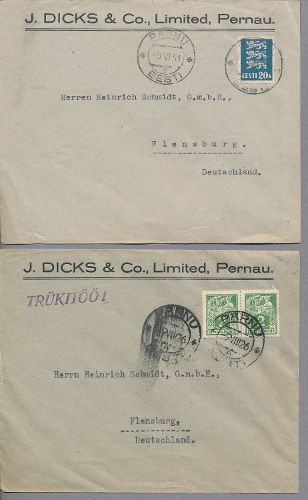 J. DICKS & Co., Limited, Pernau.
PÄRNU
EESTI
EESTI 20 s
Herren Heinrich Schmidt, G.m.b.H.,
Flensburg.
Deutschland.
J. DICKS & Co., Limited, Pernau.
TRÜKITÖÖ!
PÄRNU
Herrn Heinrich Schmidt, G.m.b.H.,
Flensburg,
Deutschland.